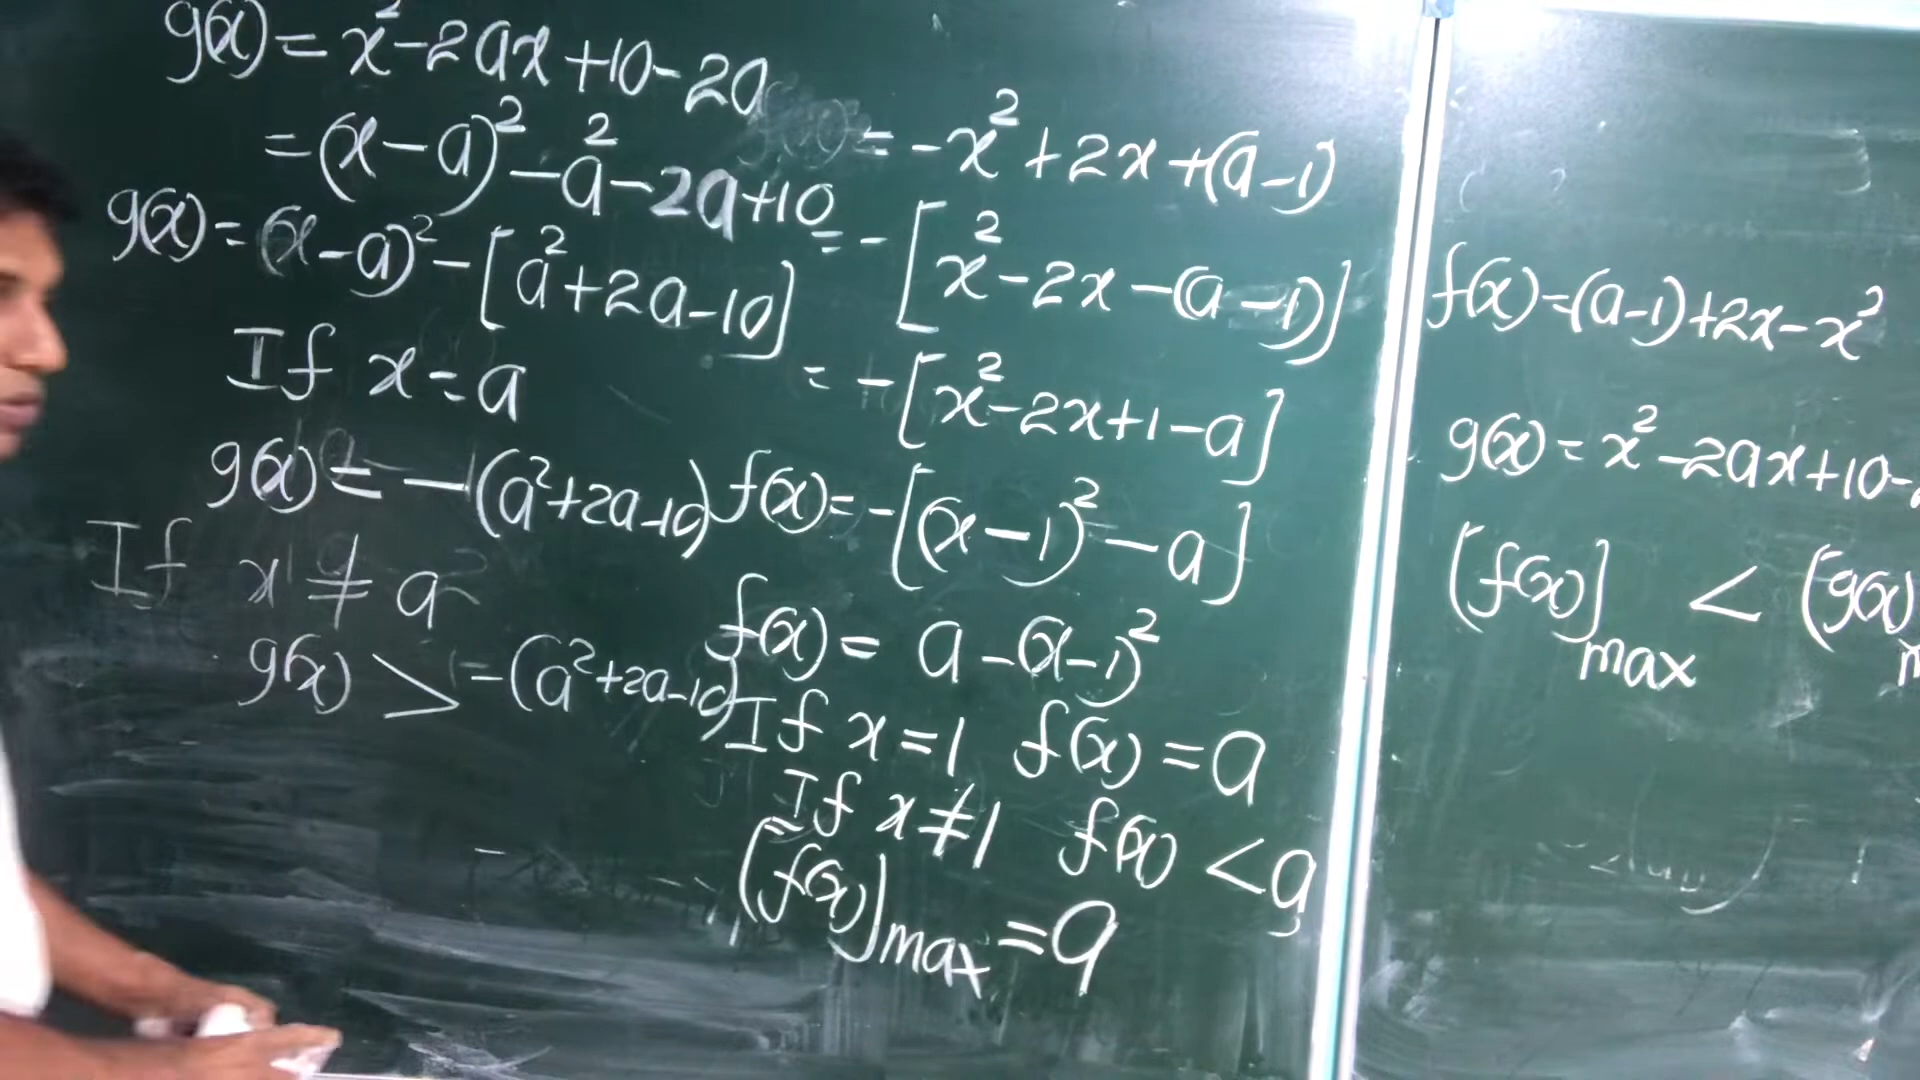 g(x) = x² - 2ax + 10 - 2a
= (x - a)² - a² - 2a + 10
g(x) = (x - a)² - [a² + 2a - 10]
If x = a
g(x) = -(a² + 2a - 10)
If x ≠ a
g(x) > -(a² + 2a - 10)
= -x² + 2x + (a - 1)
= -[x² - 2x - (a - 1)]
= -[x² - 2x + 1 - a]
f(x) = -[(x - 1)² - a]
f(x) = a - (x - 1)²
If x = 1 f(x) = a
If x ≠ 1 f(x) < a
(f(x))max = a
f(x) = (a - 1) + 2x - x²
g(x) = x² - 2ax + 10 -
[f(x)]max < (g(x)